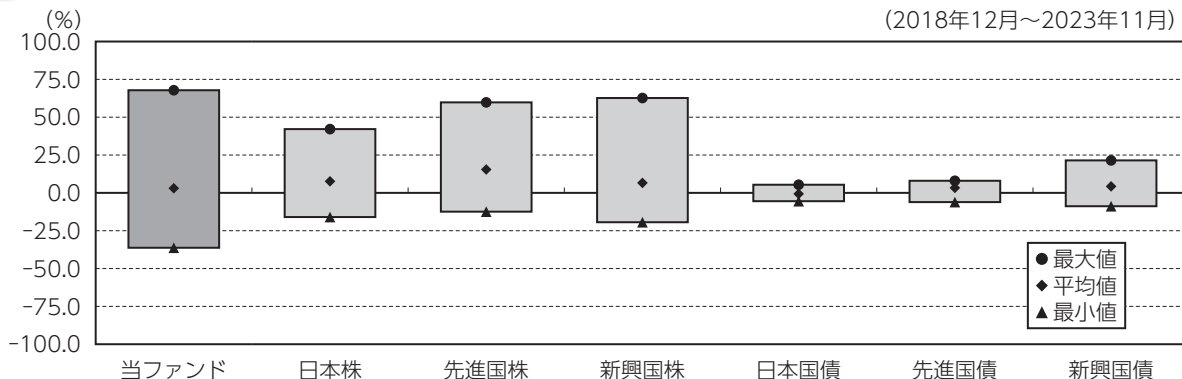 (%)
(2018年12月～2023年11月)
100.0
75.0
50.0
25.0
0.0
−25.0
−50.0
−75.0
−100.0
●最大値
◆平均値
▲最小値
当ファンド 日本株 先進国株 新興国株 日本国債 先進国債 新興国債